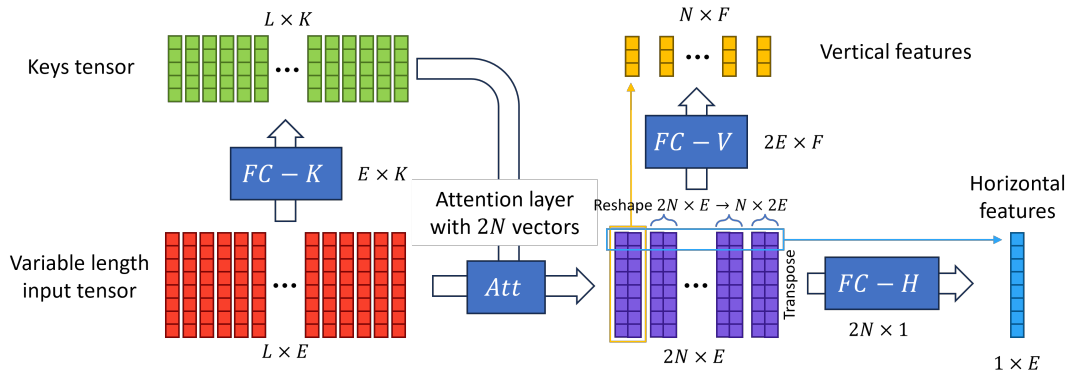 L × K
Keys tensor
•••
FC − K
E × K
Variable length
input tensor
•••
L × E
Attention layer
with 2N vectors
Att
N × F
•••
Vertical features
FC − V
2E × F
Reshape 2N × E → N × 2E
•••
2N × E
Transpose
FC − H
2N × 1
Horizontal
features
1 × E